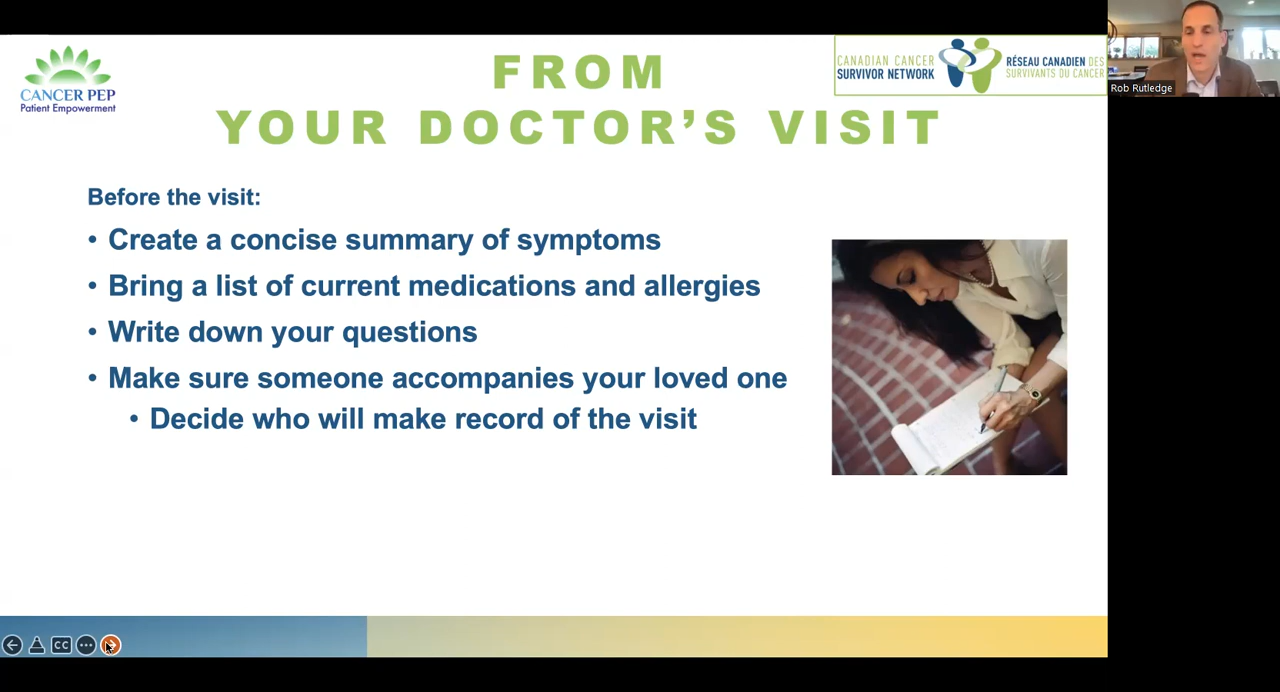 CANCER PEP
Patient Empowerment
FROM
YOUR DOCTOR’S VISIT
CANADIAN CANCER
SURVIVOR NETWORK
RÉSEAU CANADIEN DES
SURVIVANTS DU CANCER
Rob Rutledge
Before the visit:
• Create a concise summary of symptoms
• Bring a list of current medications and allergies
• Write down your questions
• Make sure someone accompanies your loved one
• Decide who will make record of the visit
CC